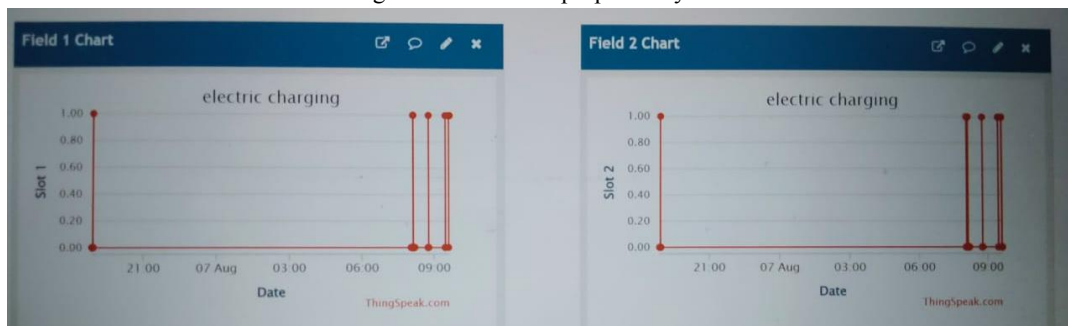 Field 1 Chart
electric charging
1.00
0.80
0.60
0.40
0.20
0.00
Slot 1
21:00 07 Aug 03:00 06:00 09:00
Date
ThingSpeak.com
Field 2 Chart
electric charging
1.00
0.80
0.60
0.40
0.20
0.00
Slot 2
21:00 07 Aug 03:00 06:00 09:00
Date
ThingSpeak.com